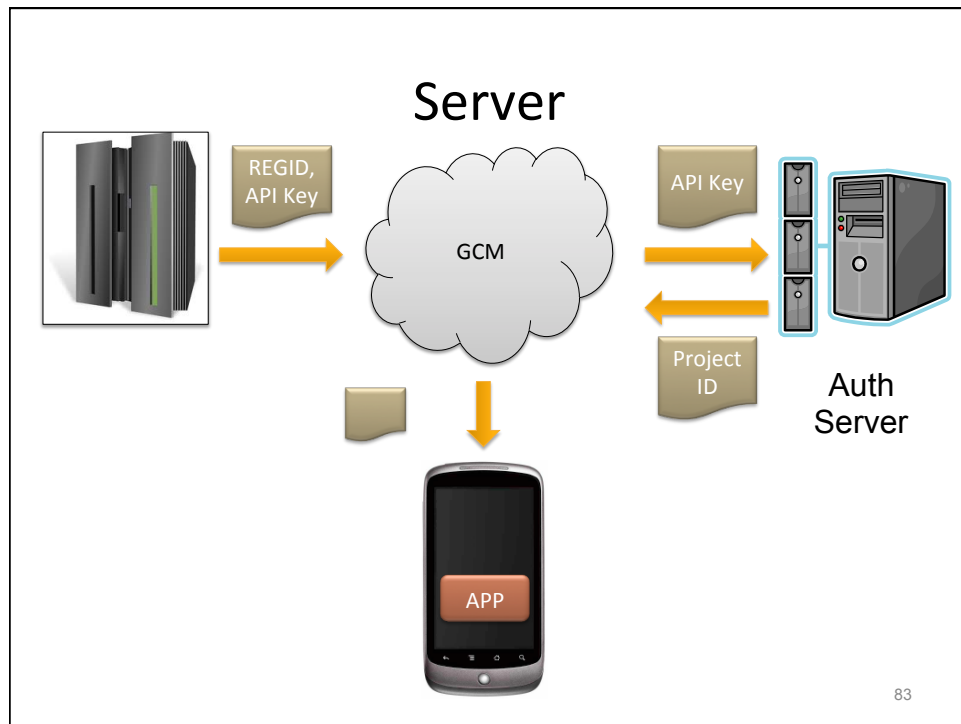 Server
REGID,
API Key
GCM
API Key
Project
ID
Auth
Server
APP
83